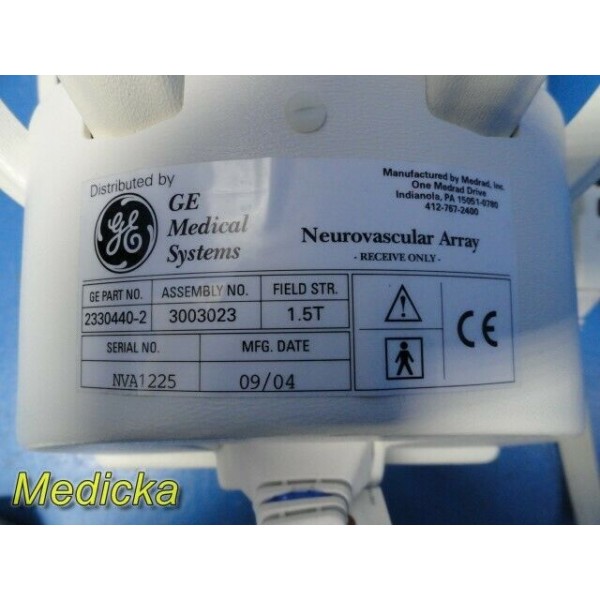 Distributed by
GE
GE
Medical
Systems
Manufactured by Medrad, Inc.
One Medrad Drive
Indianola, PA 15051-0780
412-767-2400
Neurovascular Array
- RECEIVE ONLY -
GE PART NO. ASSEMBLY NO. FIELD STR.
2330440-2 3003023 1.5T
SERIAL NO. MFG. DATE
NVA1225 09/04
CE
Medicka